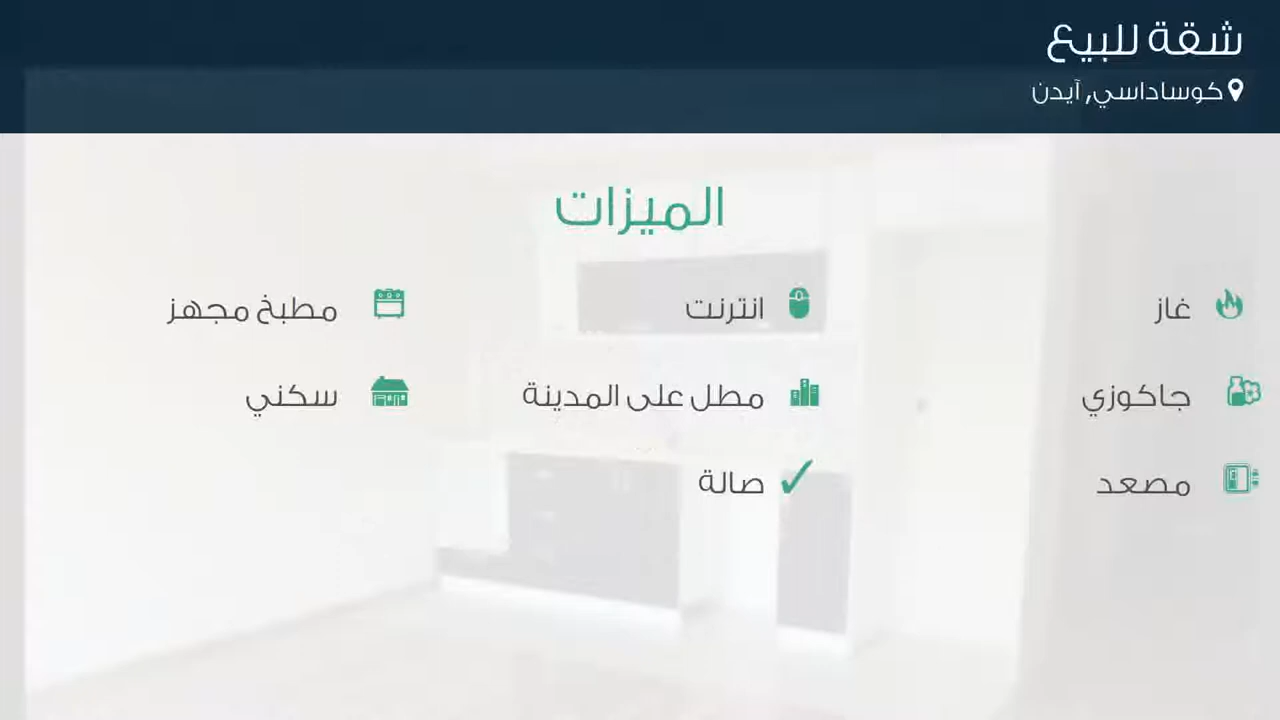 شقة للبيع
كوساداسي, آيدن
الميزات
غاز
انترنت
مطبخ مجهز
جاكوزي
مطل على المدينة
سكني
مصعد
صالة